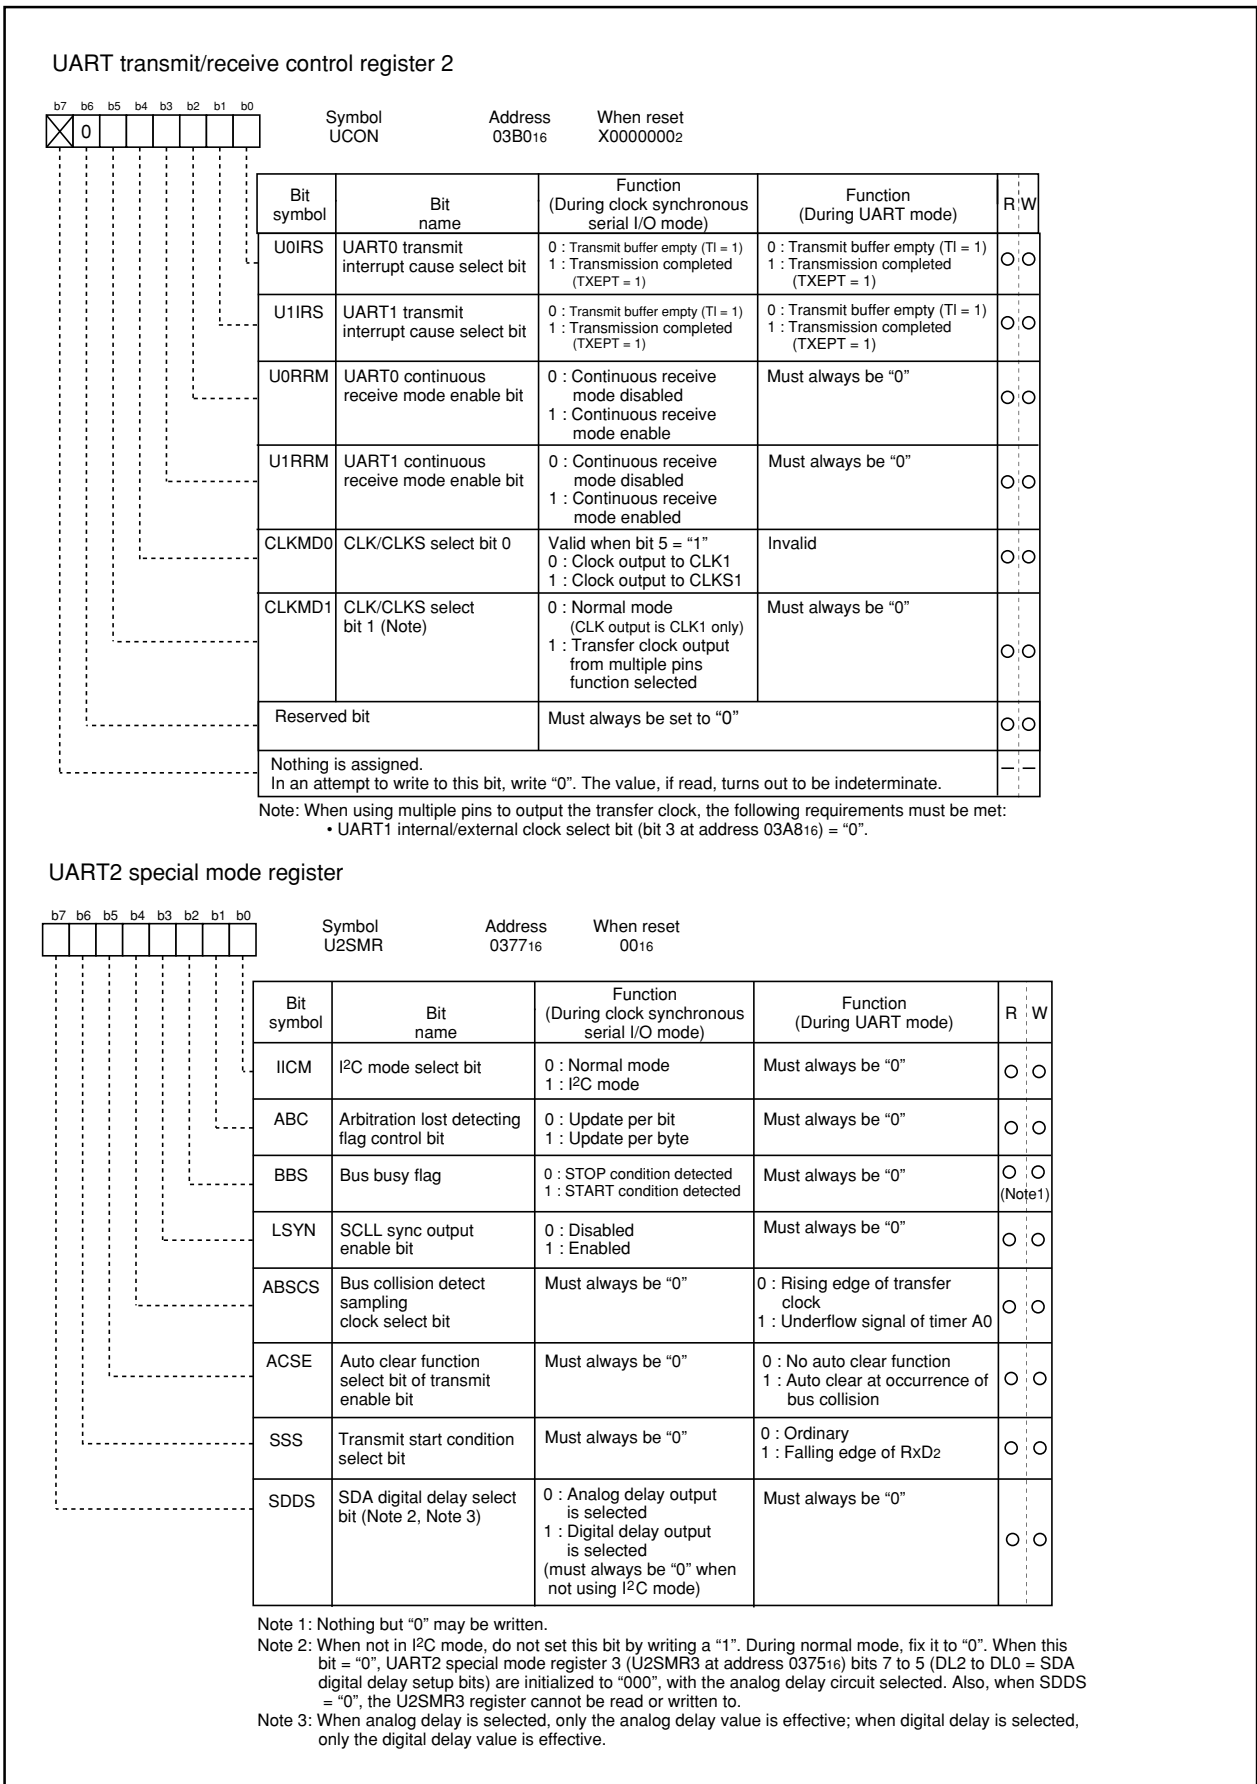 UART transmit/receive control register 2
b7 b6 b5 b4 b3 b2 b1 b0
0
Symbol Address When reset
UCON 03B016 X00000002
Bit symbol Bit name Function (During clock synchronous serial I/O mode) Function (During UART mode) R W
U0IRS UART0 transmit interrupt cause select bit 0 : Transmit buffer empty (TI = 1) 1 : Transmission completed (TXEPT = 1) 0 : Transmit buffer empty (TI = 1) 1 : Transmission completed (TXEPT = 1)
U1IRS UART1 transmit interrupt cause select bit 0 : Transmit buffer empty (TI = 1) 1 : Transmission completed (TXEPT = 1) 0 : Transmit buffer empty (TI = 1) 1 : Transmission completed (TXEPT = 1)
U0RRM UART0 continuous receive mode enable bit 0 : Continuous receive mode disabled 1 : Continuous receive mode enable Must always be “0”
U1RRM UART1 continuous receive mode enable bit 0 : Continuous receive mode disabled 1 : Continuous receive mode enabled Must always be “0”
CLKMD0 CLK/CLKS select bit 0 Valid when bit 5 = “1” 0 : Clock output to CLK1 1 : Clock output to CLKS1 Invalid
CLKMD1 CLK/CLKS select bit 1 (Note) 0 : Normal mode (CLK output is CLK1 only) 1 : Transfer clock output from multiple pins function selected Must always be “0”
Reserved bit Must always be set to “0”
Nothing is assigned.
In an attempt to write to this bit, write “0”. The value, if read, turns out to be indeterminate.
Note: When using multiple pins to output the transfer clock, the following requirements must be met:
• UART1 internal/external clock select bit (bit 3 at address 03A816) = “0”.
UART2 special mode register
b7 b6 b5 b4 b3 b2 b1 b0
Symbol Address When reset
U2SMR 037716 0016
Bit symbol Bit name Function (During clock synchronous serial I/O mode) Function (During UART mode) R W
IICM I2C mode select bit 0 : Normal mode 1 : I2C mode Must always be “0”
ABC Arbitration lost detecting flag control bit 0 : Update per bit 1 : Update per byte Must always be “0”
BBS Bus busy flag 0 : STOP condition detected 1 : START condition detected Must always be “0” (Note1)
LSYN SCLL sync output enable bit 0 : Disabled 1 : Enabled Must always be “0”
ABSCS Bus collision detect sampling clock select bit Must always be “0” 0 : Rising edge of transfer clock 1 : Underflow signal of timer A0
ACSE Auto clear function select bit of transmit enable bit Must always be “0” 0 : No auto clear function 1 : Auto clear at occurrence of bus collision
SSS Transmit start condition select bit Must always be “0” 0 : Ordinary 1 : Falling edge of RxD2
SDDS SDA digital delay select bit (Note 2, Note 3) 0 : Analog delay output is selected 1 : Digital delay output is selected (must always be “0” when not using I2C mode) Must always be “0”
Note 1: Nothing but “0” may be written.
Note 2: When not in I2C mode, do not set this bit by writing a “1”. During normal mode, fix it to “0”. When this
bit = “0”, UART2 special mode register 3 (U2SMR3 at address 037516) bits 7 to 5 (DL2 to DL0 = SDA
digital delay setup bits) are initialized to “000”, with the analog delay circuit selected. Also, when SDDS
= “0”, the U2SMR3 register cannot be read or written to.
Note 3: When analog delay is selected, only the analog delay value is effective; when digital delay is selected,
only the digital delay value is effective.